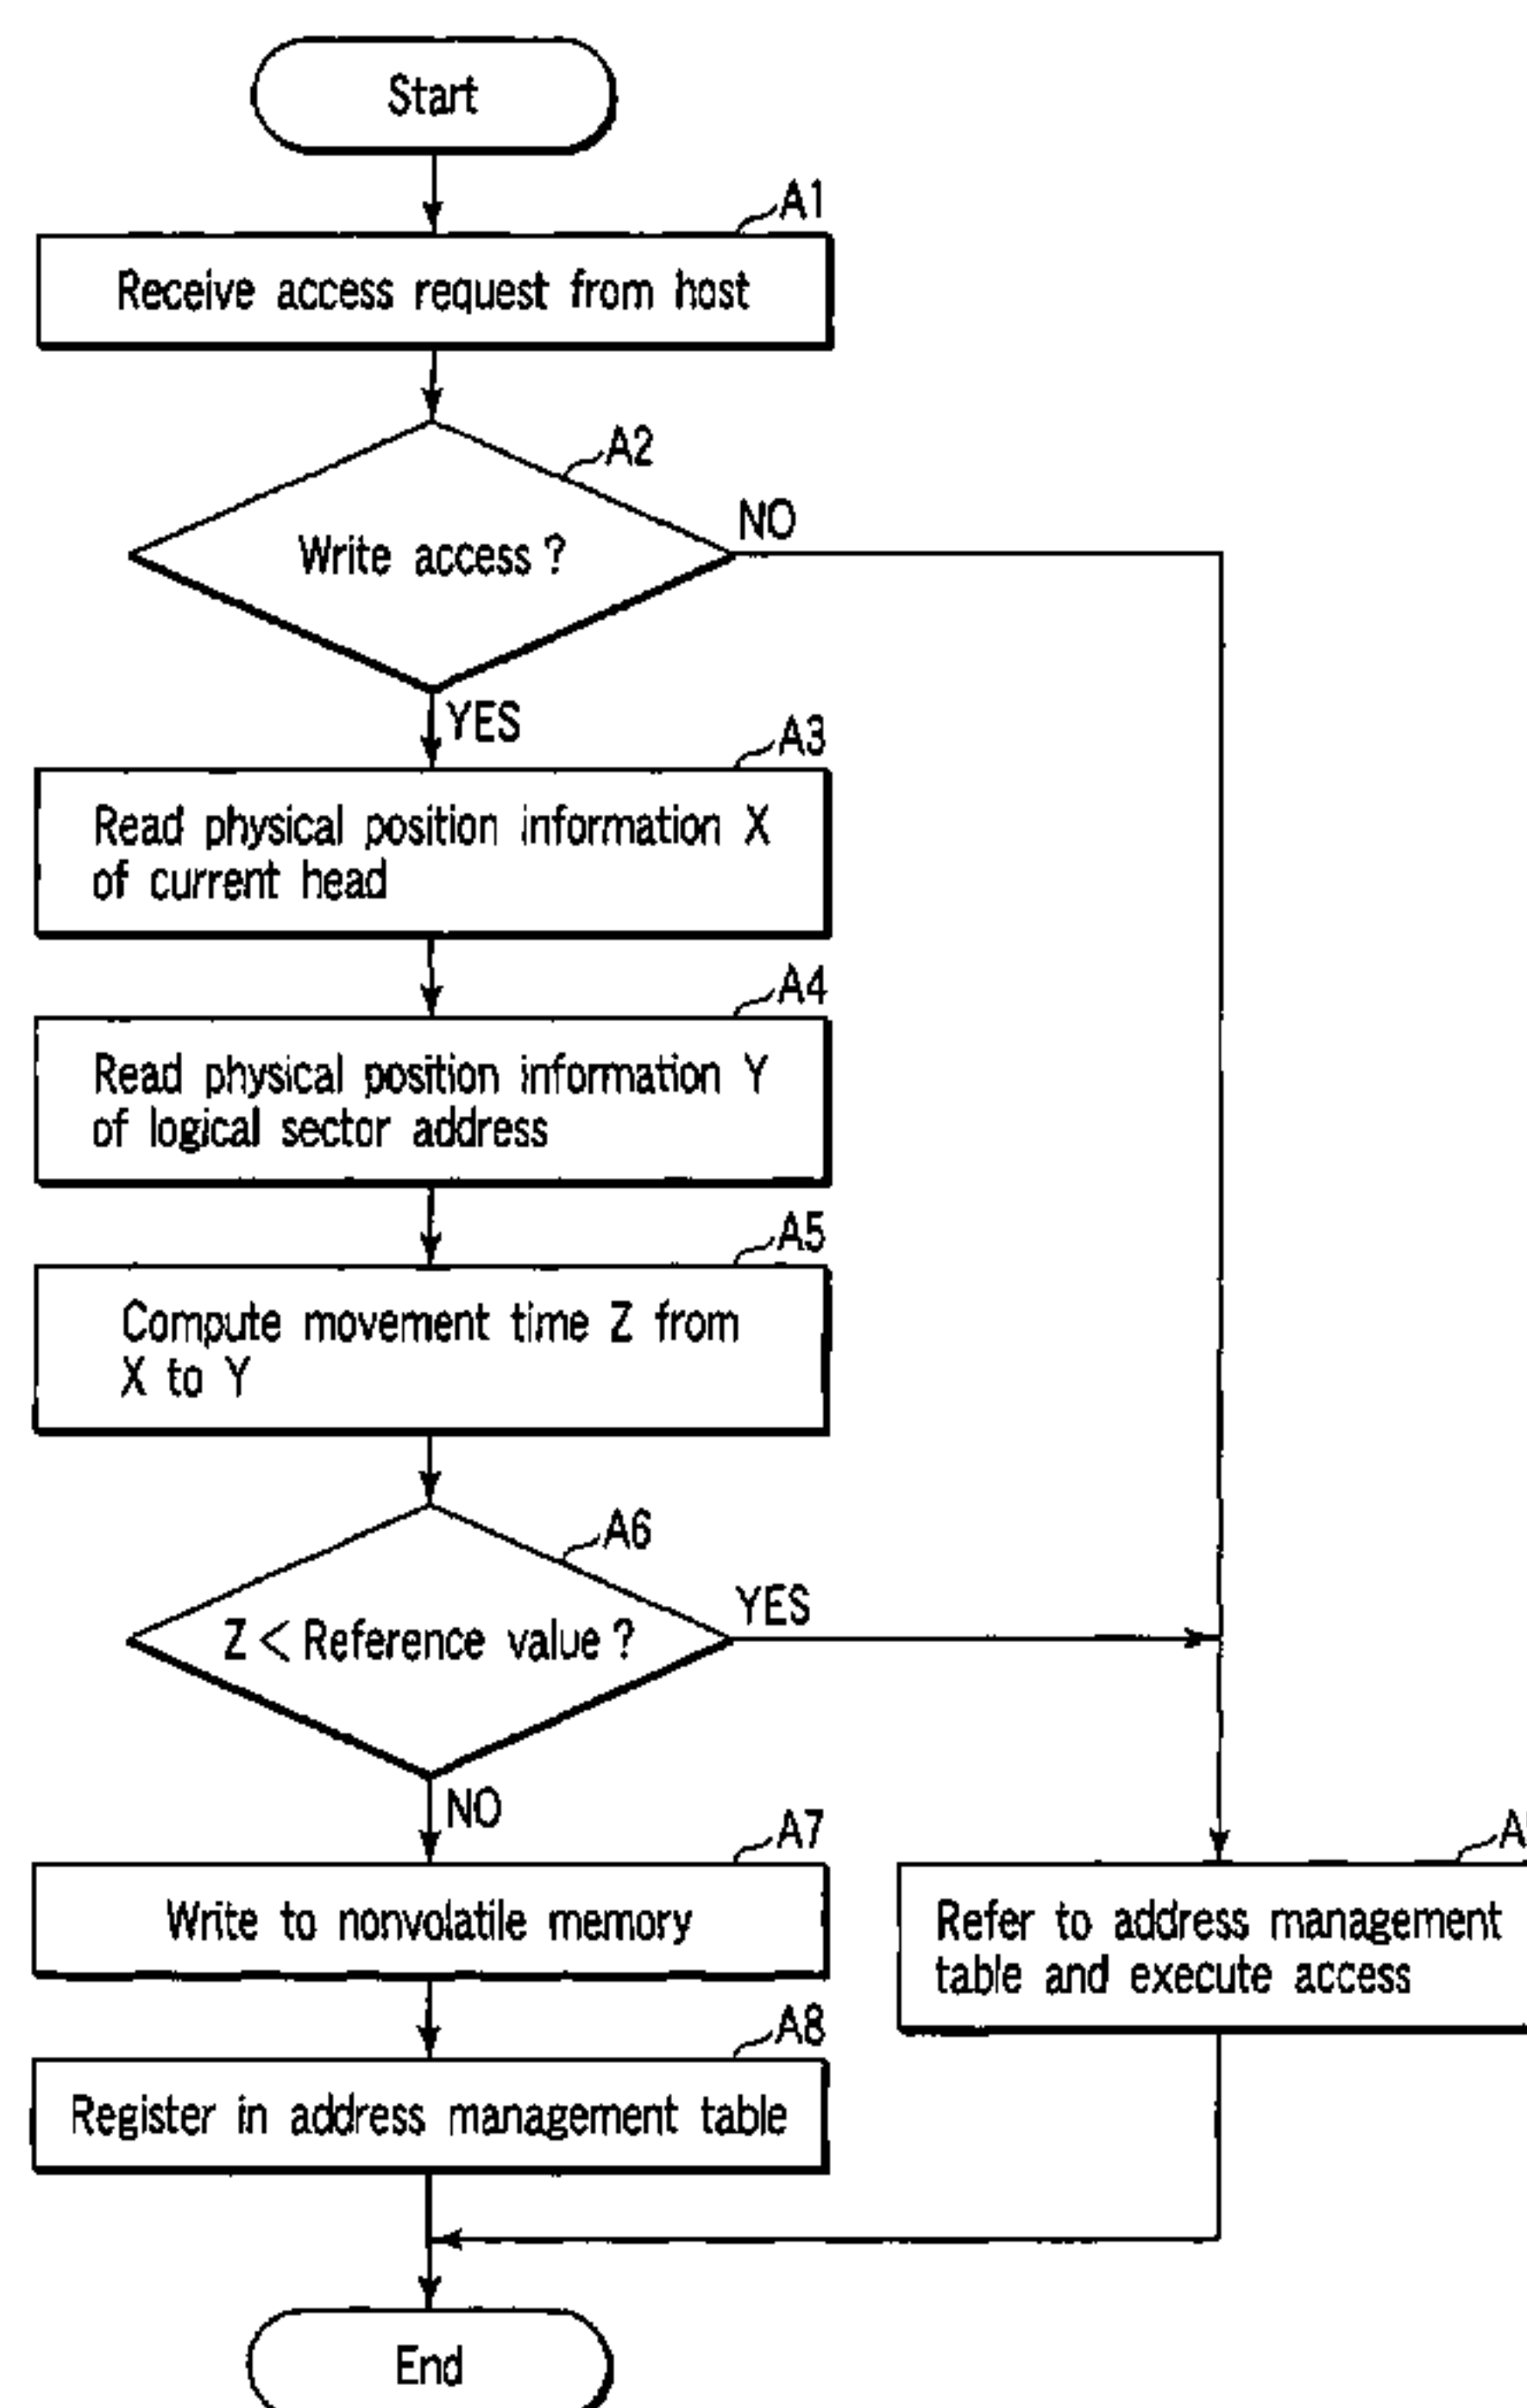 Start
A1
Receive access request from host
A2
Write access ?
NO
YES
A3
Read physical position information X
of current head
A4
Read physical position information Y
of logical sector address
A5
Compute movement time Z from
X to Y
A6
Z < Reference value ?
YES
NO
A7
Write to nonvolatile memory
Refer to address management
table and execute access
A8
Register in address management table
End